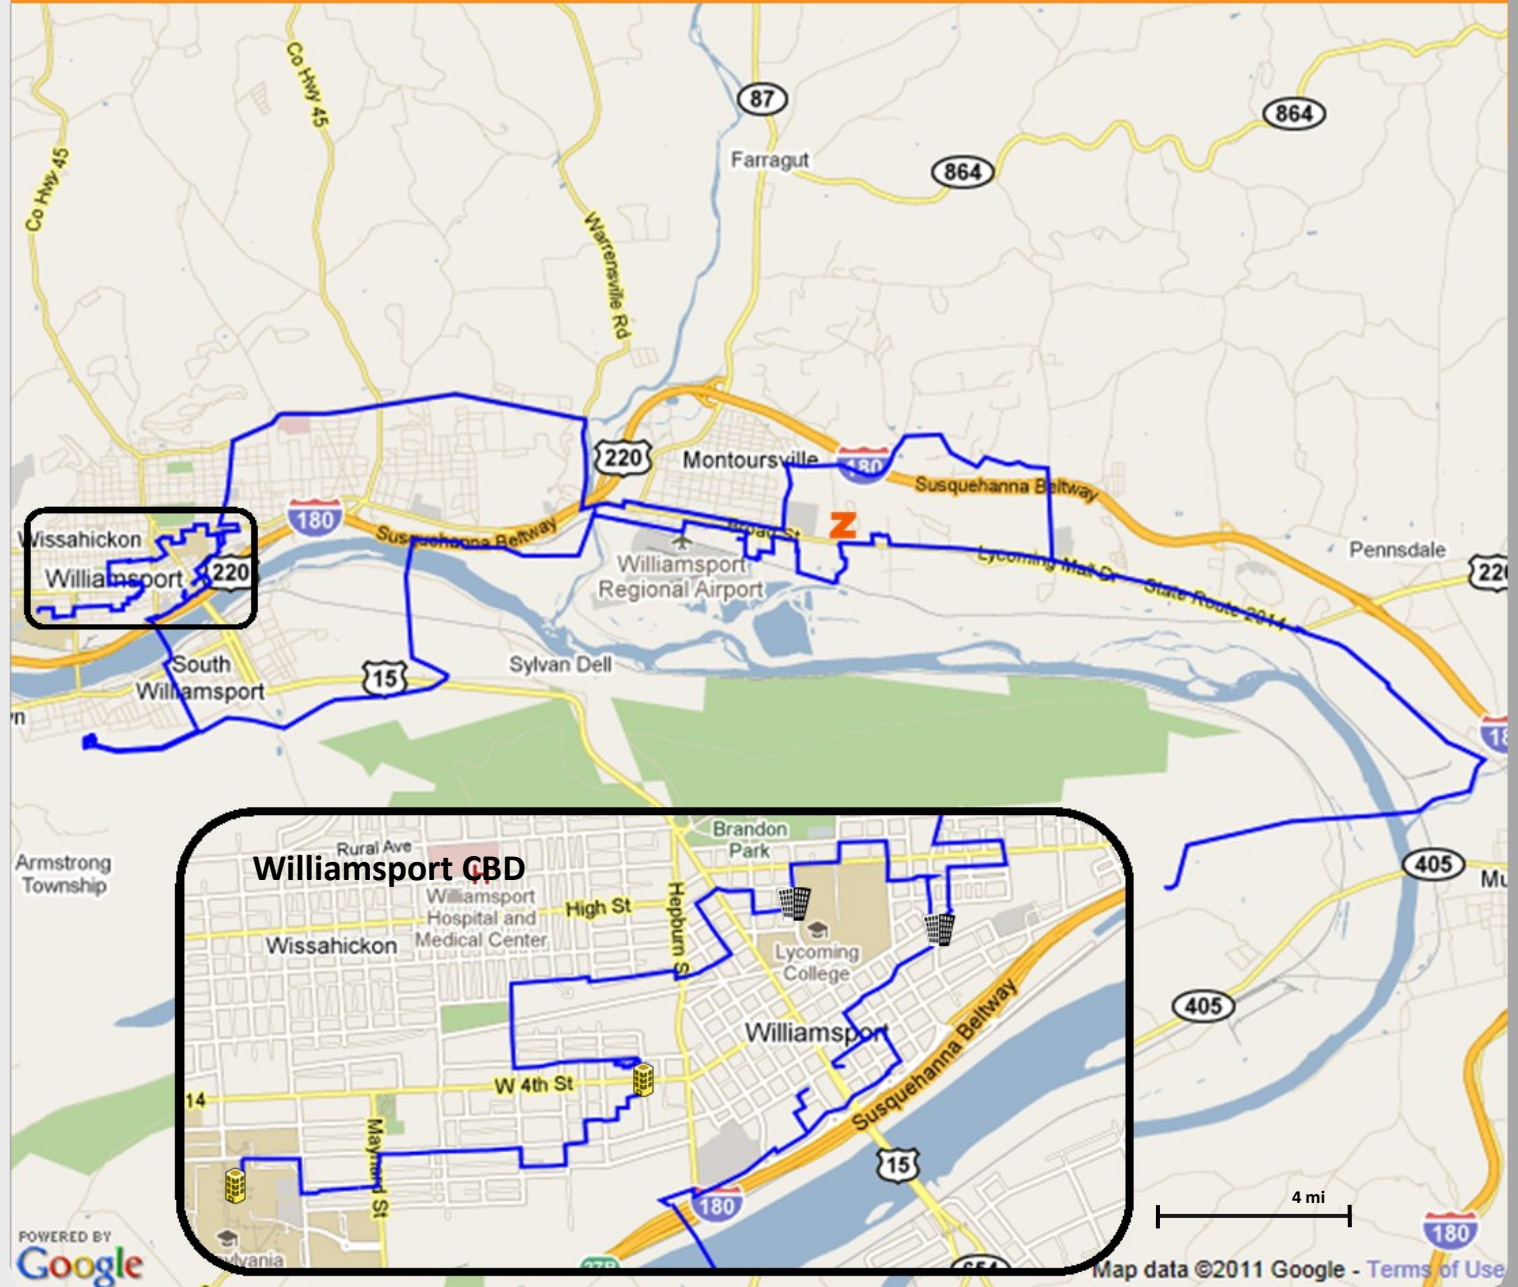 Co Hwy 45
87
864
Farragut
864
Co Hwy 45
Warrensville Rd
220
Montoursville
180
Susquehanna Beltway
180
Susquehanna Beltway
Broad St
Z
Wissahickon
Williamsport
220
Williamsport
Regional Airport
Lycoming Mall Dr
State Route 2014
Pennsdale
220
South
Williamsport
15
Sylvan Dell
Armstrong
Township
405
405
Williamsport CBD
Rural Ave
Brandon
Park
H
Williamsport
Hospital and
Medical Center
High St
Hepburn S
Wissahickon
Lycoming
College
Williamsport
W 4th St
14
Maynard St
Susquehanna Beltway
15
180
4 mi
180
POWERED BY
Google
Map data ©2011 Google - Terms of Use